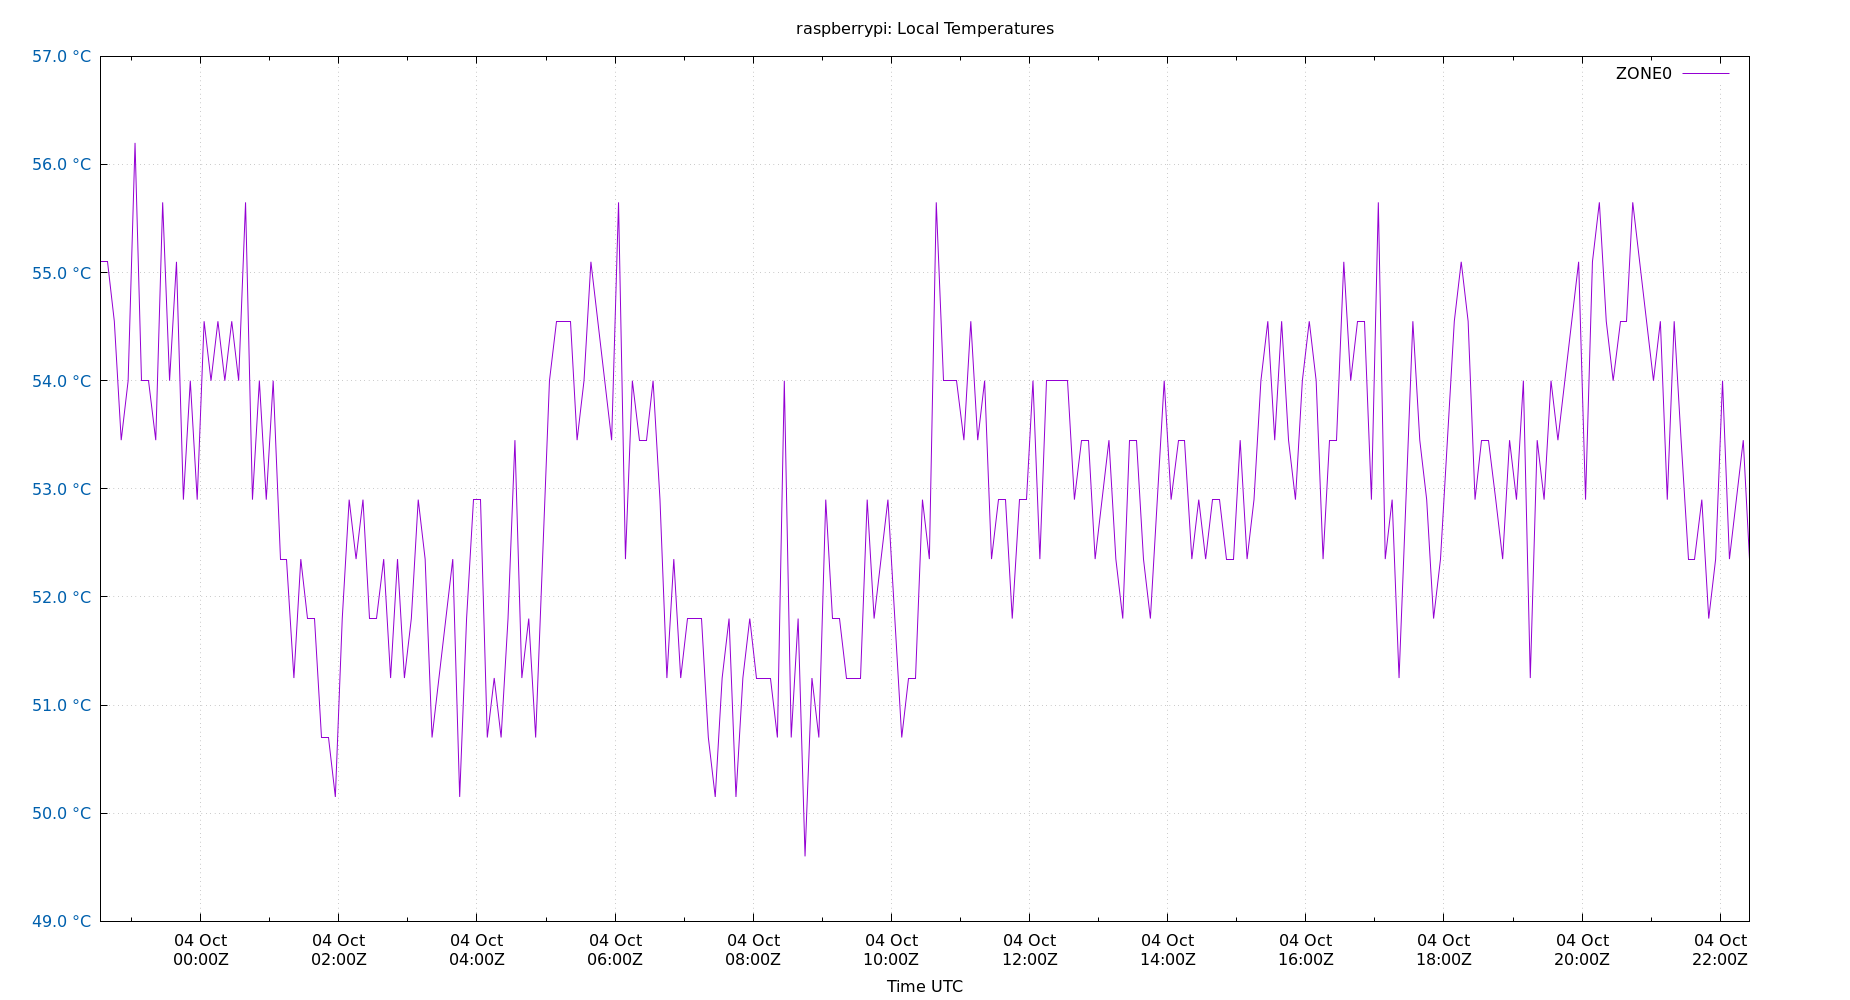 raspberrypi: Local Temperatures
57.0 °C
ZONE0
56.0 °C
55.0 °C
54.0 °C
53.0 °C
52.0 °C
51.0 °C
50.0 °C
49.0 °C
04 Oct 04 Oct 04 Oct 04 Oct 04 Oct 04 Oct 04 Oct 04 Oct 04 Oct 04 Oct 04 Oct 04 Oct
00:00Z 02:00Z 04:00Z 06:00Z 08:00Z 10:00Z 12:00Z 14:00Z 16:00Z 18:00Z 20:00Z 22:00Z
Time UTC